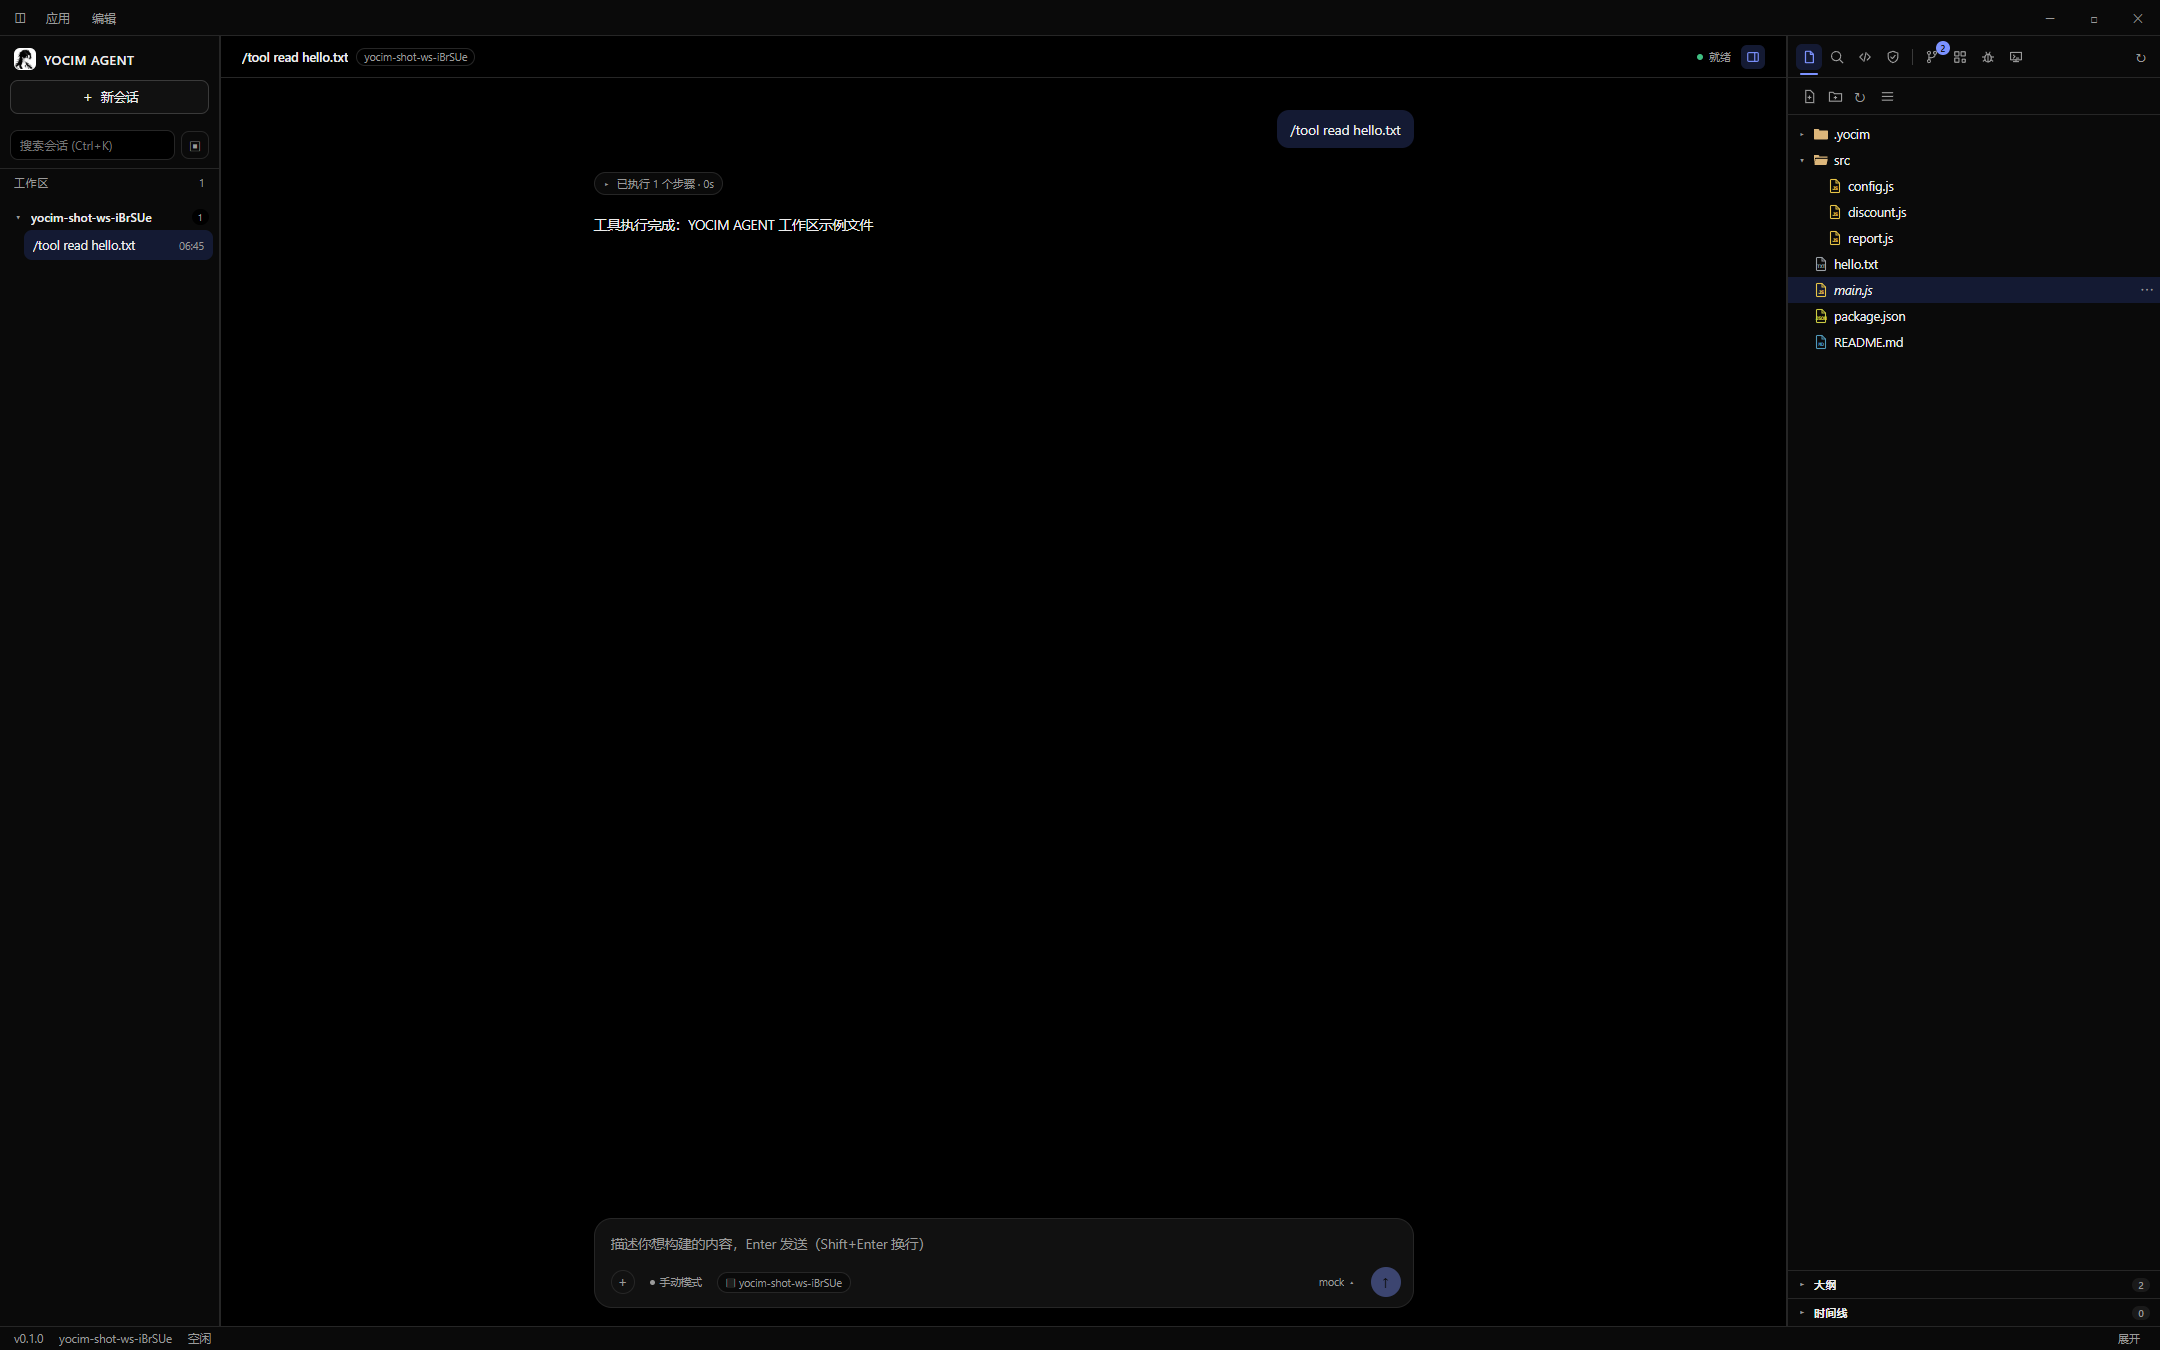 应用 编辑
YOCIM AGENT
+ 新会话
搜索会话 (Ctrl+K)
工作区 1
yocim-shot-ws-iBrSUe 1
/tool read hello.txt 06:45
/tool read hello.txt yocim-shot-ws-iBrSUe 就绪
/tool read hello.txt
已执行 1 个步骤 · 0s
工具执行完成：YOCIM AGENT 工作区示例文件
描述你想构建的内容，Enter 发送（Shift+Enter 换行）
+ 手动模式 yocim-shot-ws-iBrSUe mock
2
.yocim
src
config.js
discount.js
report.js
hello.txt
main.js
package.json
README.md
大纲 2
时间线 0
v0.1.0 yocim-shot-ws-iBrSUe 空闲 展开